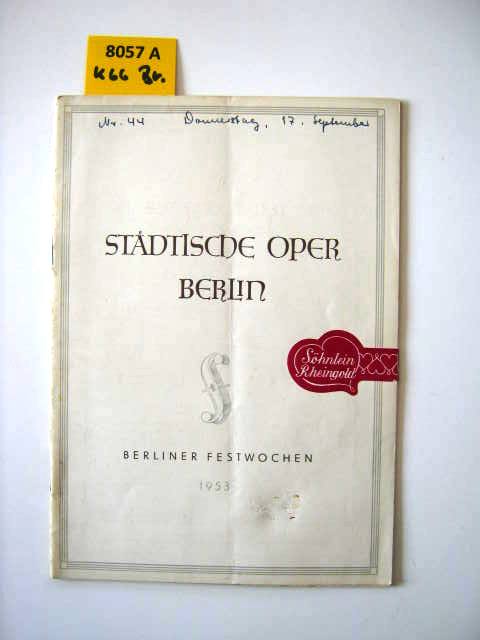 8057 A
K66 Br.
Nr. 44 Donnerstag, 17. September
STÄDTISCHE OPER
BERLIN
Söhnlein
Rheingold
BERLINER FESTWOCHEN
1953